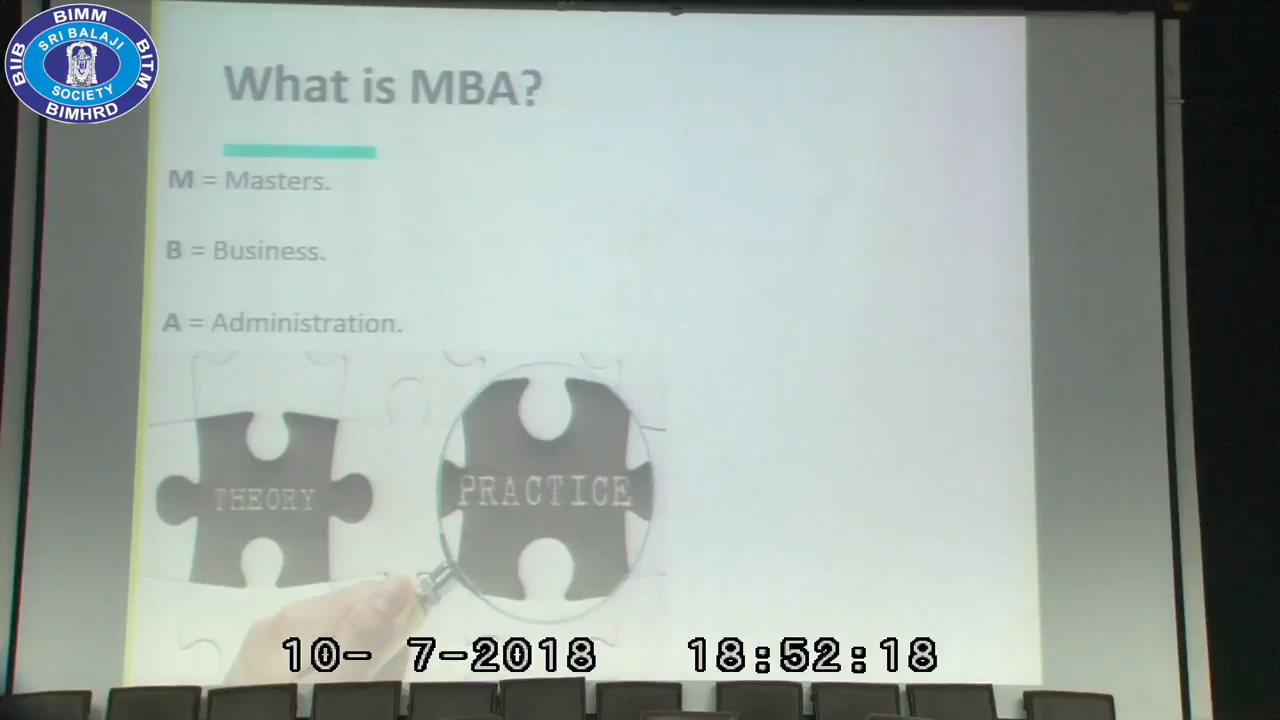 BIMM
SRI BALAJI
BIIB
BITM
SOCIETY
BIMHRD
What is MBA?
M = Masters.
B = Business.
A = Administration.
THEORY
PRACTICE
10- 7-2018 18:52:18